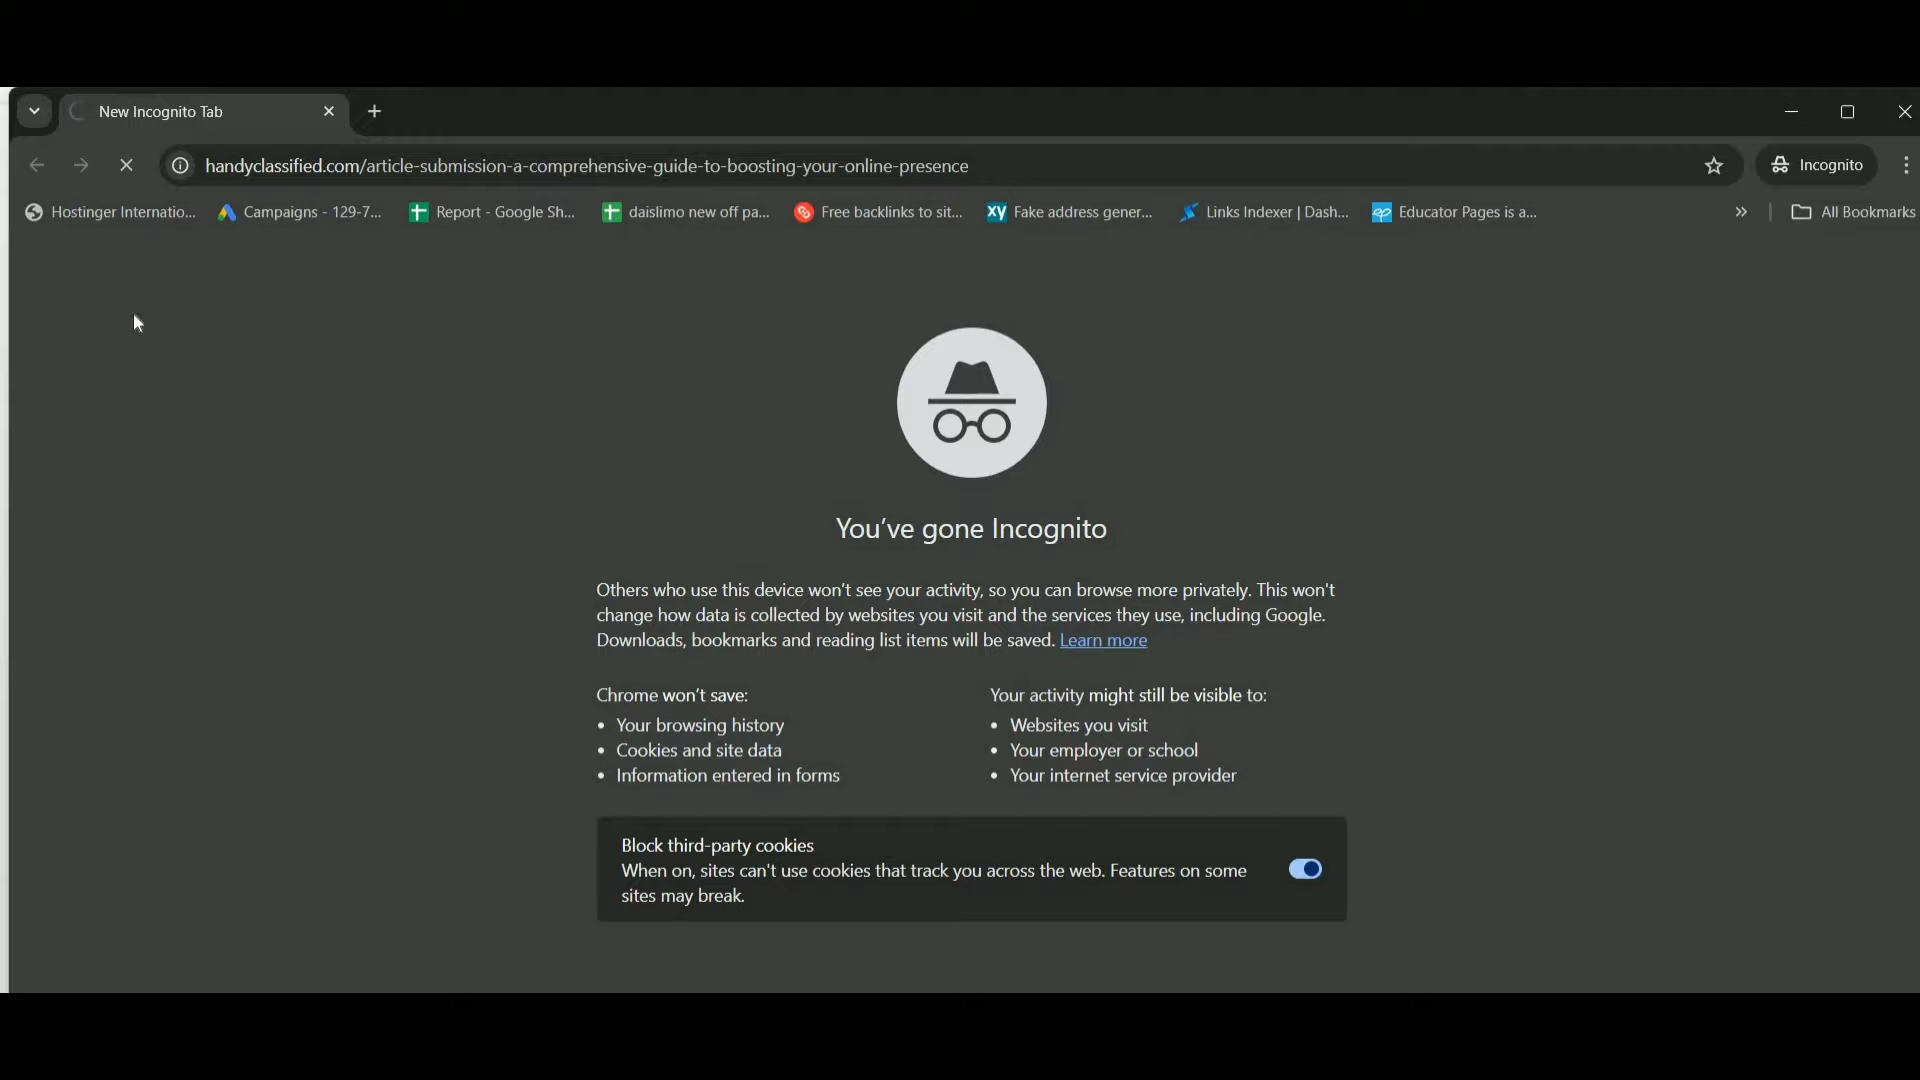 New Incognito Tab
handyclassified.com/article-submission-a-comprehensive-guide-to-boosting-your-online-presence
Incognito
Hostinger Internatio...
Campaigns - 129-7...
Report - Google Sh...
daislimo new off pa...
Free backlinks to sit...
XY Fake address gener...
Links Indexer | Dash...
Educator Pages is a...
All Bookmarks
You've gone Incognito
Others who use this device won't see your activity, so you can browse more privately. This won't
change how data is collected by websites you visit and the services they use, including Google.
Downloads, bookmarks and reading list items will be saved. Learn more
Chrome won't save:
• Your browsing history
• Cookies and site data
• Information entered in forms
Your activity might still be visible to:
• Websites you visit
• Your employer or school
• Your internet service provider
Block third-party cookies
When on, sites can't use cookies that track you across the web. Features on some
sites may break.